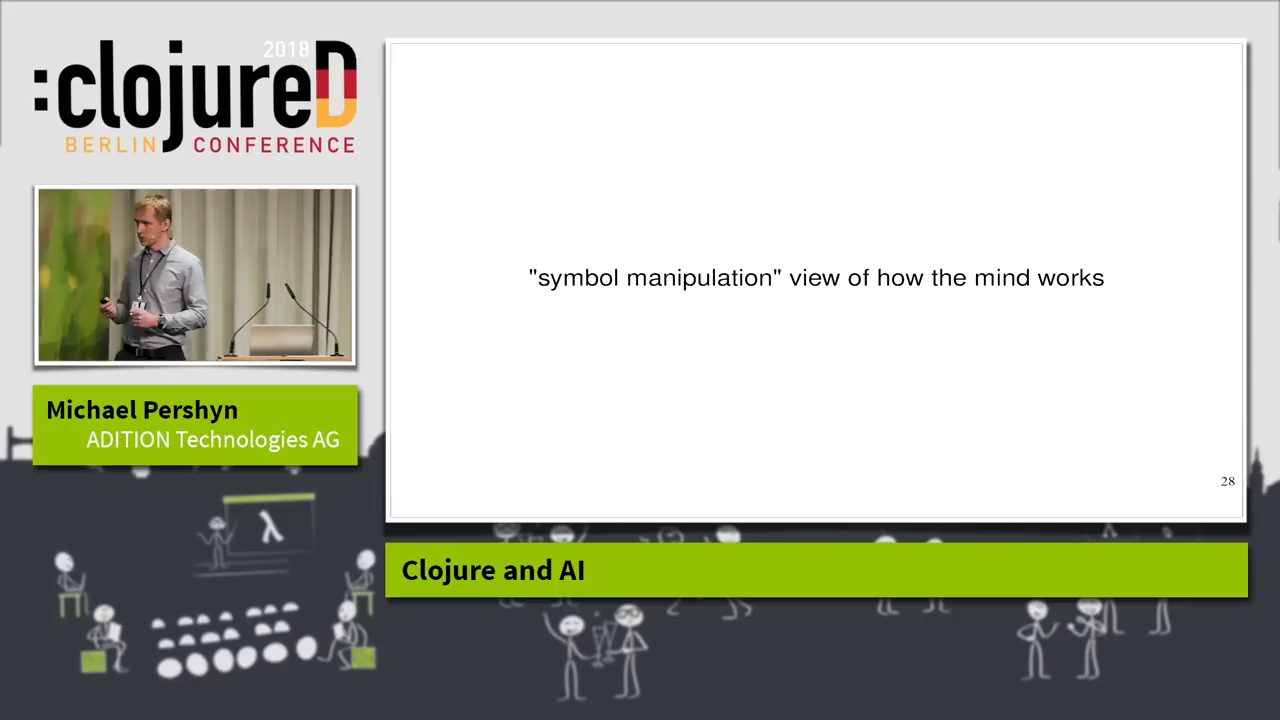 2018
:clojureD
BERLIN CONFERENCE
Michael Pershyn
ADITION Technologies AG
"symbol manipulation" view of how the mind works
28
Clojure and AI
λ